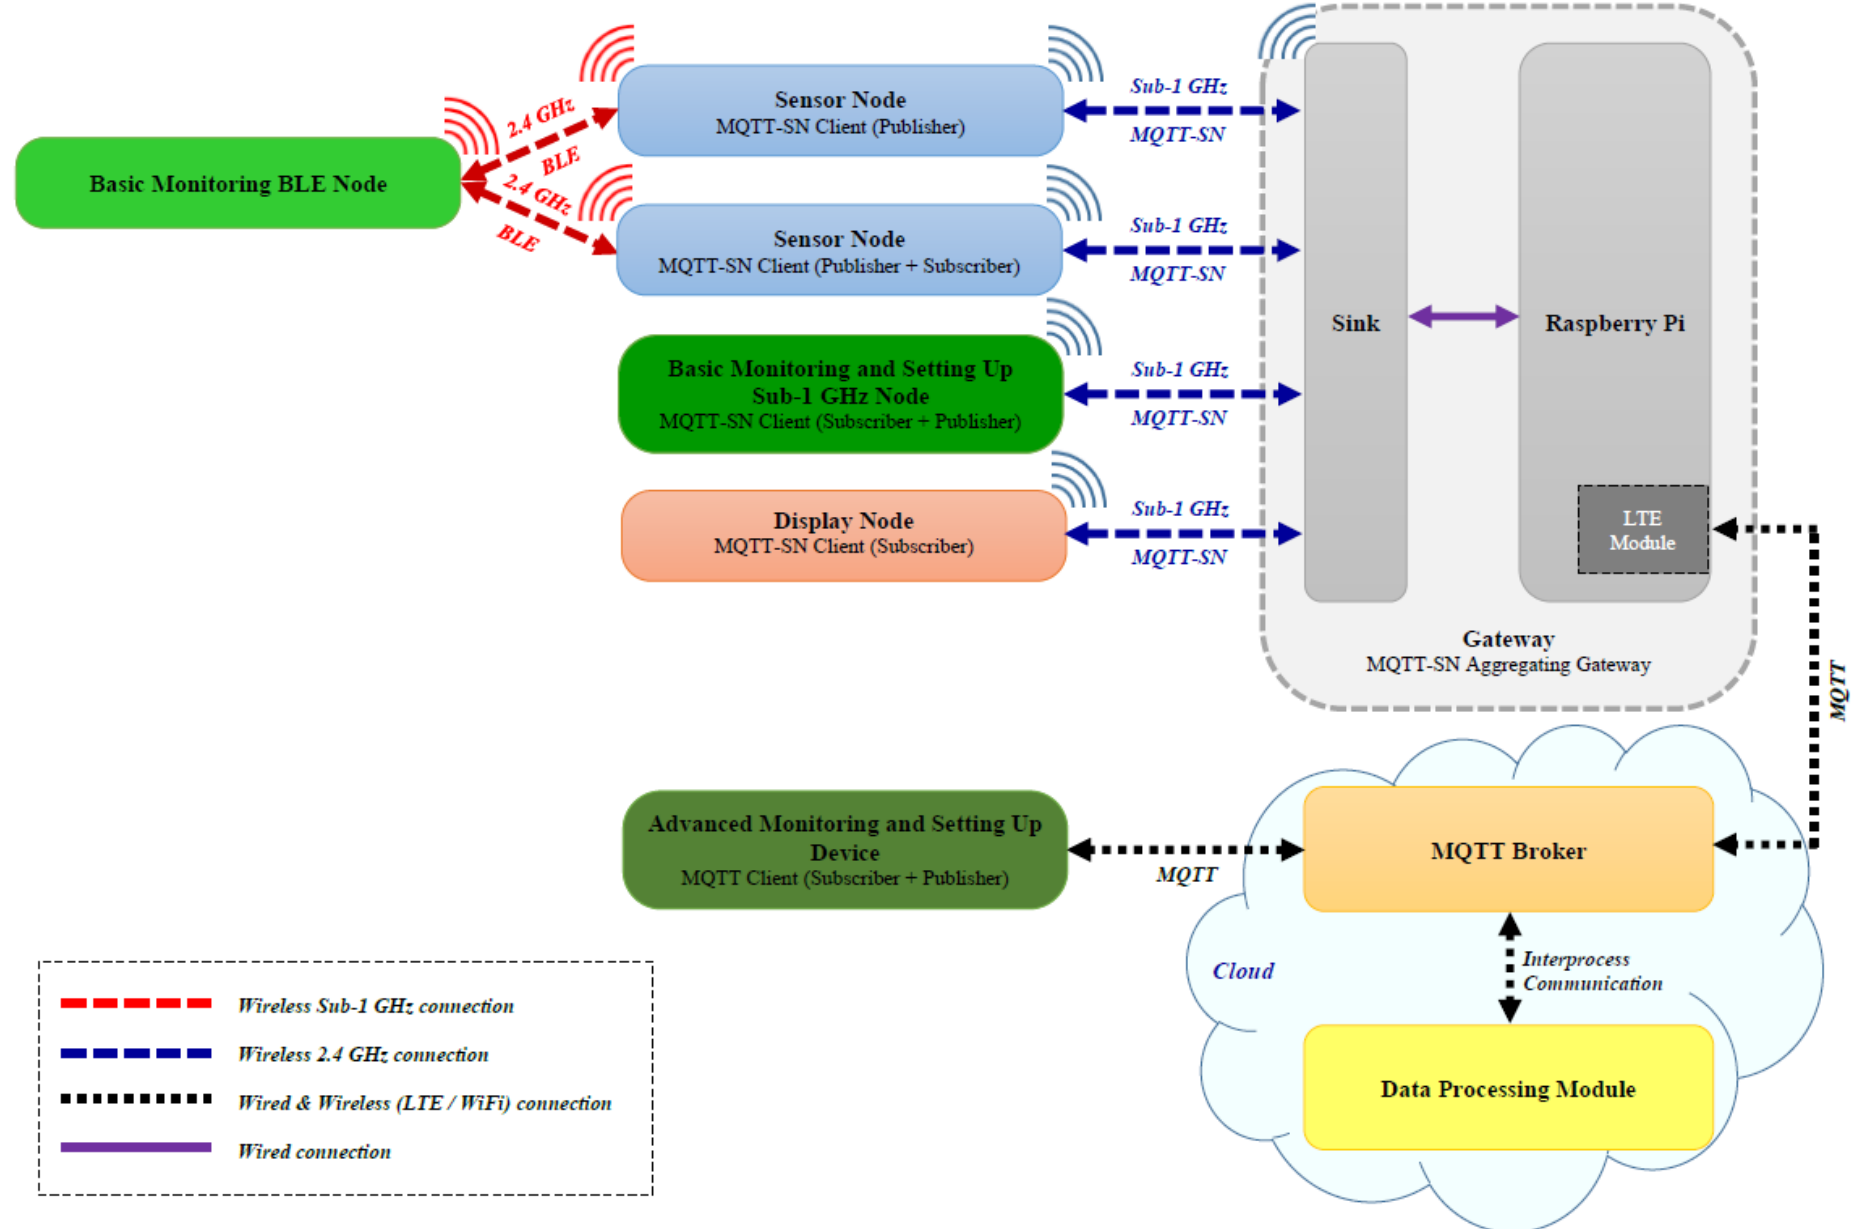 Basic Monitoring BLE Node
2.4 GHz
BLE
2.4 GHz
BLE
Sensor Node
MQTT-SN Client (Publisher)
Sub-1 GHz
MQTT-SN
Sensor Node
MQTT-SN Client (Publisher + Subscriber)
Sub-1 GHz
MQTT-SN
Basic Monitoring and Setting Up
Sub-1 GHz Node
MQTT-SN Client (Subscriber + Publisher)
Sub-1 GHz
MQTT-SN
Display Node
MQTT-SN Client (Subscriber)
Sub-1 GHz
MQTT-SN
Sink
Raspberry Pi
LTE
Module
Gateway
MQTT-SN Aggregating Gateway
MQTT
Advanced Monitoring and Setting Up
Device
MQTT Client (Subscriber + Publisher)
MQTT
MQTT Broker
Interprocess
Communication
Cloud
Data Processing Module
Wireless Sub-1 GHz connection
Wireless 2.4 GHz connection
Wired & Wireless (LTE / WiFi) connection
Wired connection